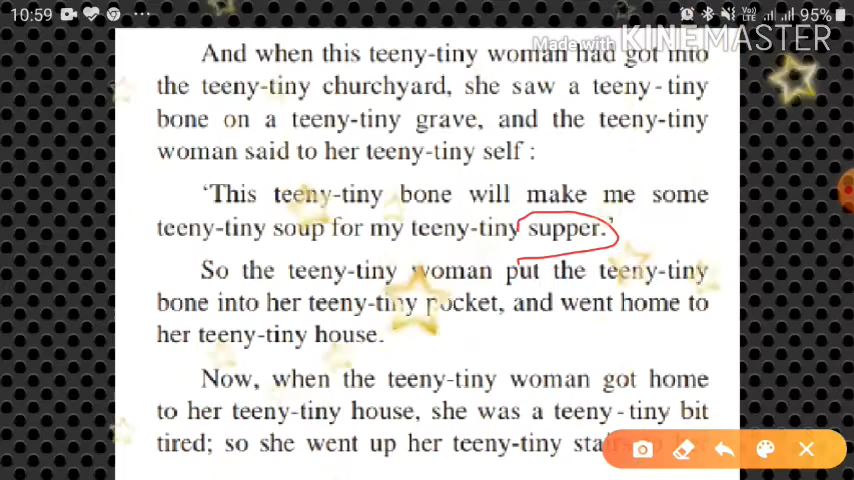 10:59
95%
Made with KINEMASTER
And when this teeny-tiny woman had got into
the teeny-tiny churchyard, she saw a teeny-tiny
bone on a teeny-tiny grave, and the teeny-tiny
woman said to her teeny-tiny self :
'This teeny-tiny bone will make me some
teeny-tiny soup for my teeny-tiny supper.'
So the teeny-tiny woman put the teeny-tiny
bone into her teeny-tiny pocket, and went home to
her teeny-tiny house.
Now, when the teeny-tiny woman got home
to her teeny-tiny house, she was a teeny-tiny bit
tired; so she went up her teeny-tiny stairs to her